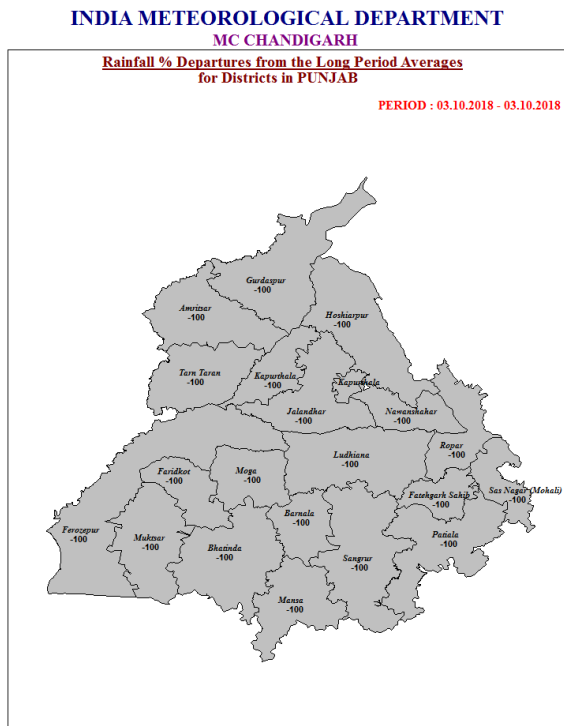 INDIA METEOROLOGICAL DEPARTMENT
MC CHANDIGARH
Rainfall % Departures from the Long Period Averages
for Districts in PUNJAB
PERIOD : 03.10.2018 - 03.10.2018
Gurdaspur
-100
Amritsar
-100
Hoshiarpur
-100
Tarn Taran
-100
Kapurthala
-100
Kapurthala
Jalandhar
-100
Nawanshahar
-100
Ropar
-100
Ludhiana
-100
Moga
-100
Faridkot
-100
Sas Nagar (Mohali)
-100
Fatehgarh Sahib
-100
Barnala
-100
Ferozepur
-100
Muktsar
-100
Patiala
-100
Bhatinda
-100
Sangrur
-100
Mansa
-100